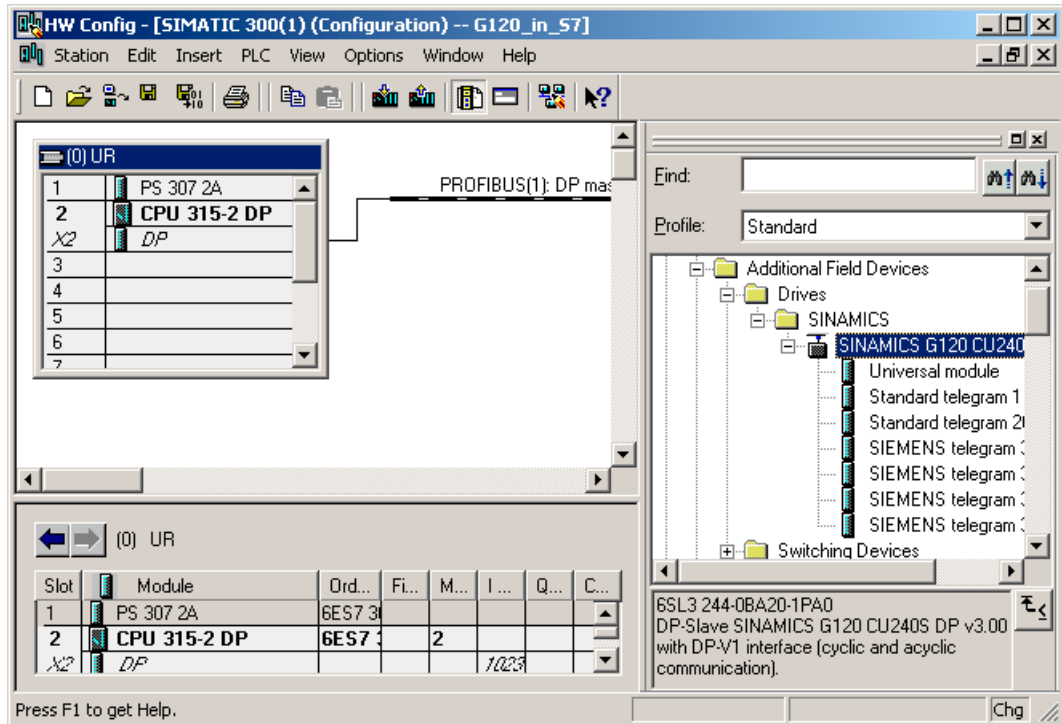 HW Config - [SIMATIC 300(1) (Configuration) -- G120_in_S7]
Station Edit Insert PLC View Options Window Help
(0) UR
1 PS 307 2A
2 CPU 315-2 DP
X2 DP
3
4
5
6
7
PROFIBUS(1): DP mas
Find:
Profile: Standard
Additional Field Devices
Drives
SINAMICS
SINAMICS G120 CU240
Universal module
Standard telegram 1
Standard telegram 2
SIEMENS telegram 3
SIEMENS telegram 3
SIEMENS telegram 3
SIEMENS telegram 3
Switching Devices
(0) UR
Slot Module Ord... Fi... M... I ... Q... C...
1 PS 307 2A 6ES7 3
2 CPU 315-2 DP 6ES7 2
X2 DP 1023
6SL3 244-0BA20-1PA0
DP-Slave SINAMICS G120 CU240S DP v3.00
with DP-V1 interface (cyclic and acyclic
communication).
Press F1 to get Help.
Chg